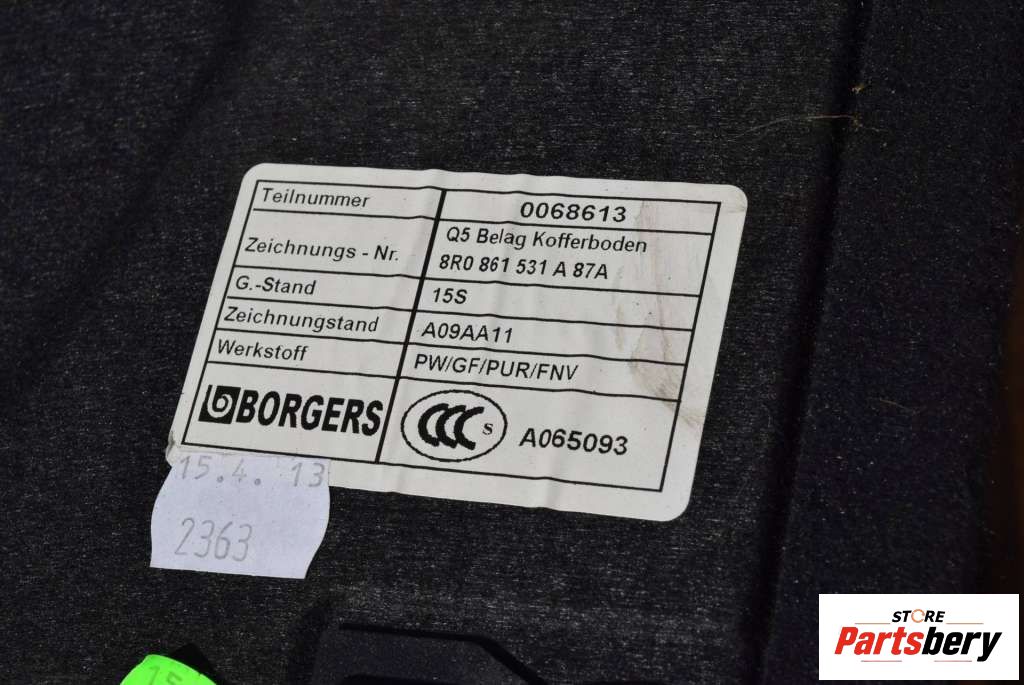 Teilnummer 0068613
Zeichnungs - Nr. Q5 Belag Kofferboden
8R0 861 531 A 87A
G.-Stand 15S
Zeichnungstand A09AA11
Werkstoff PW/GF/PUR/FNV
BORGERS CCC S A065093
15.4. 13
2363
15
STORE
Partsbery